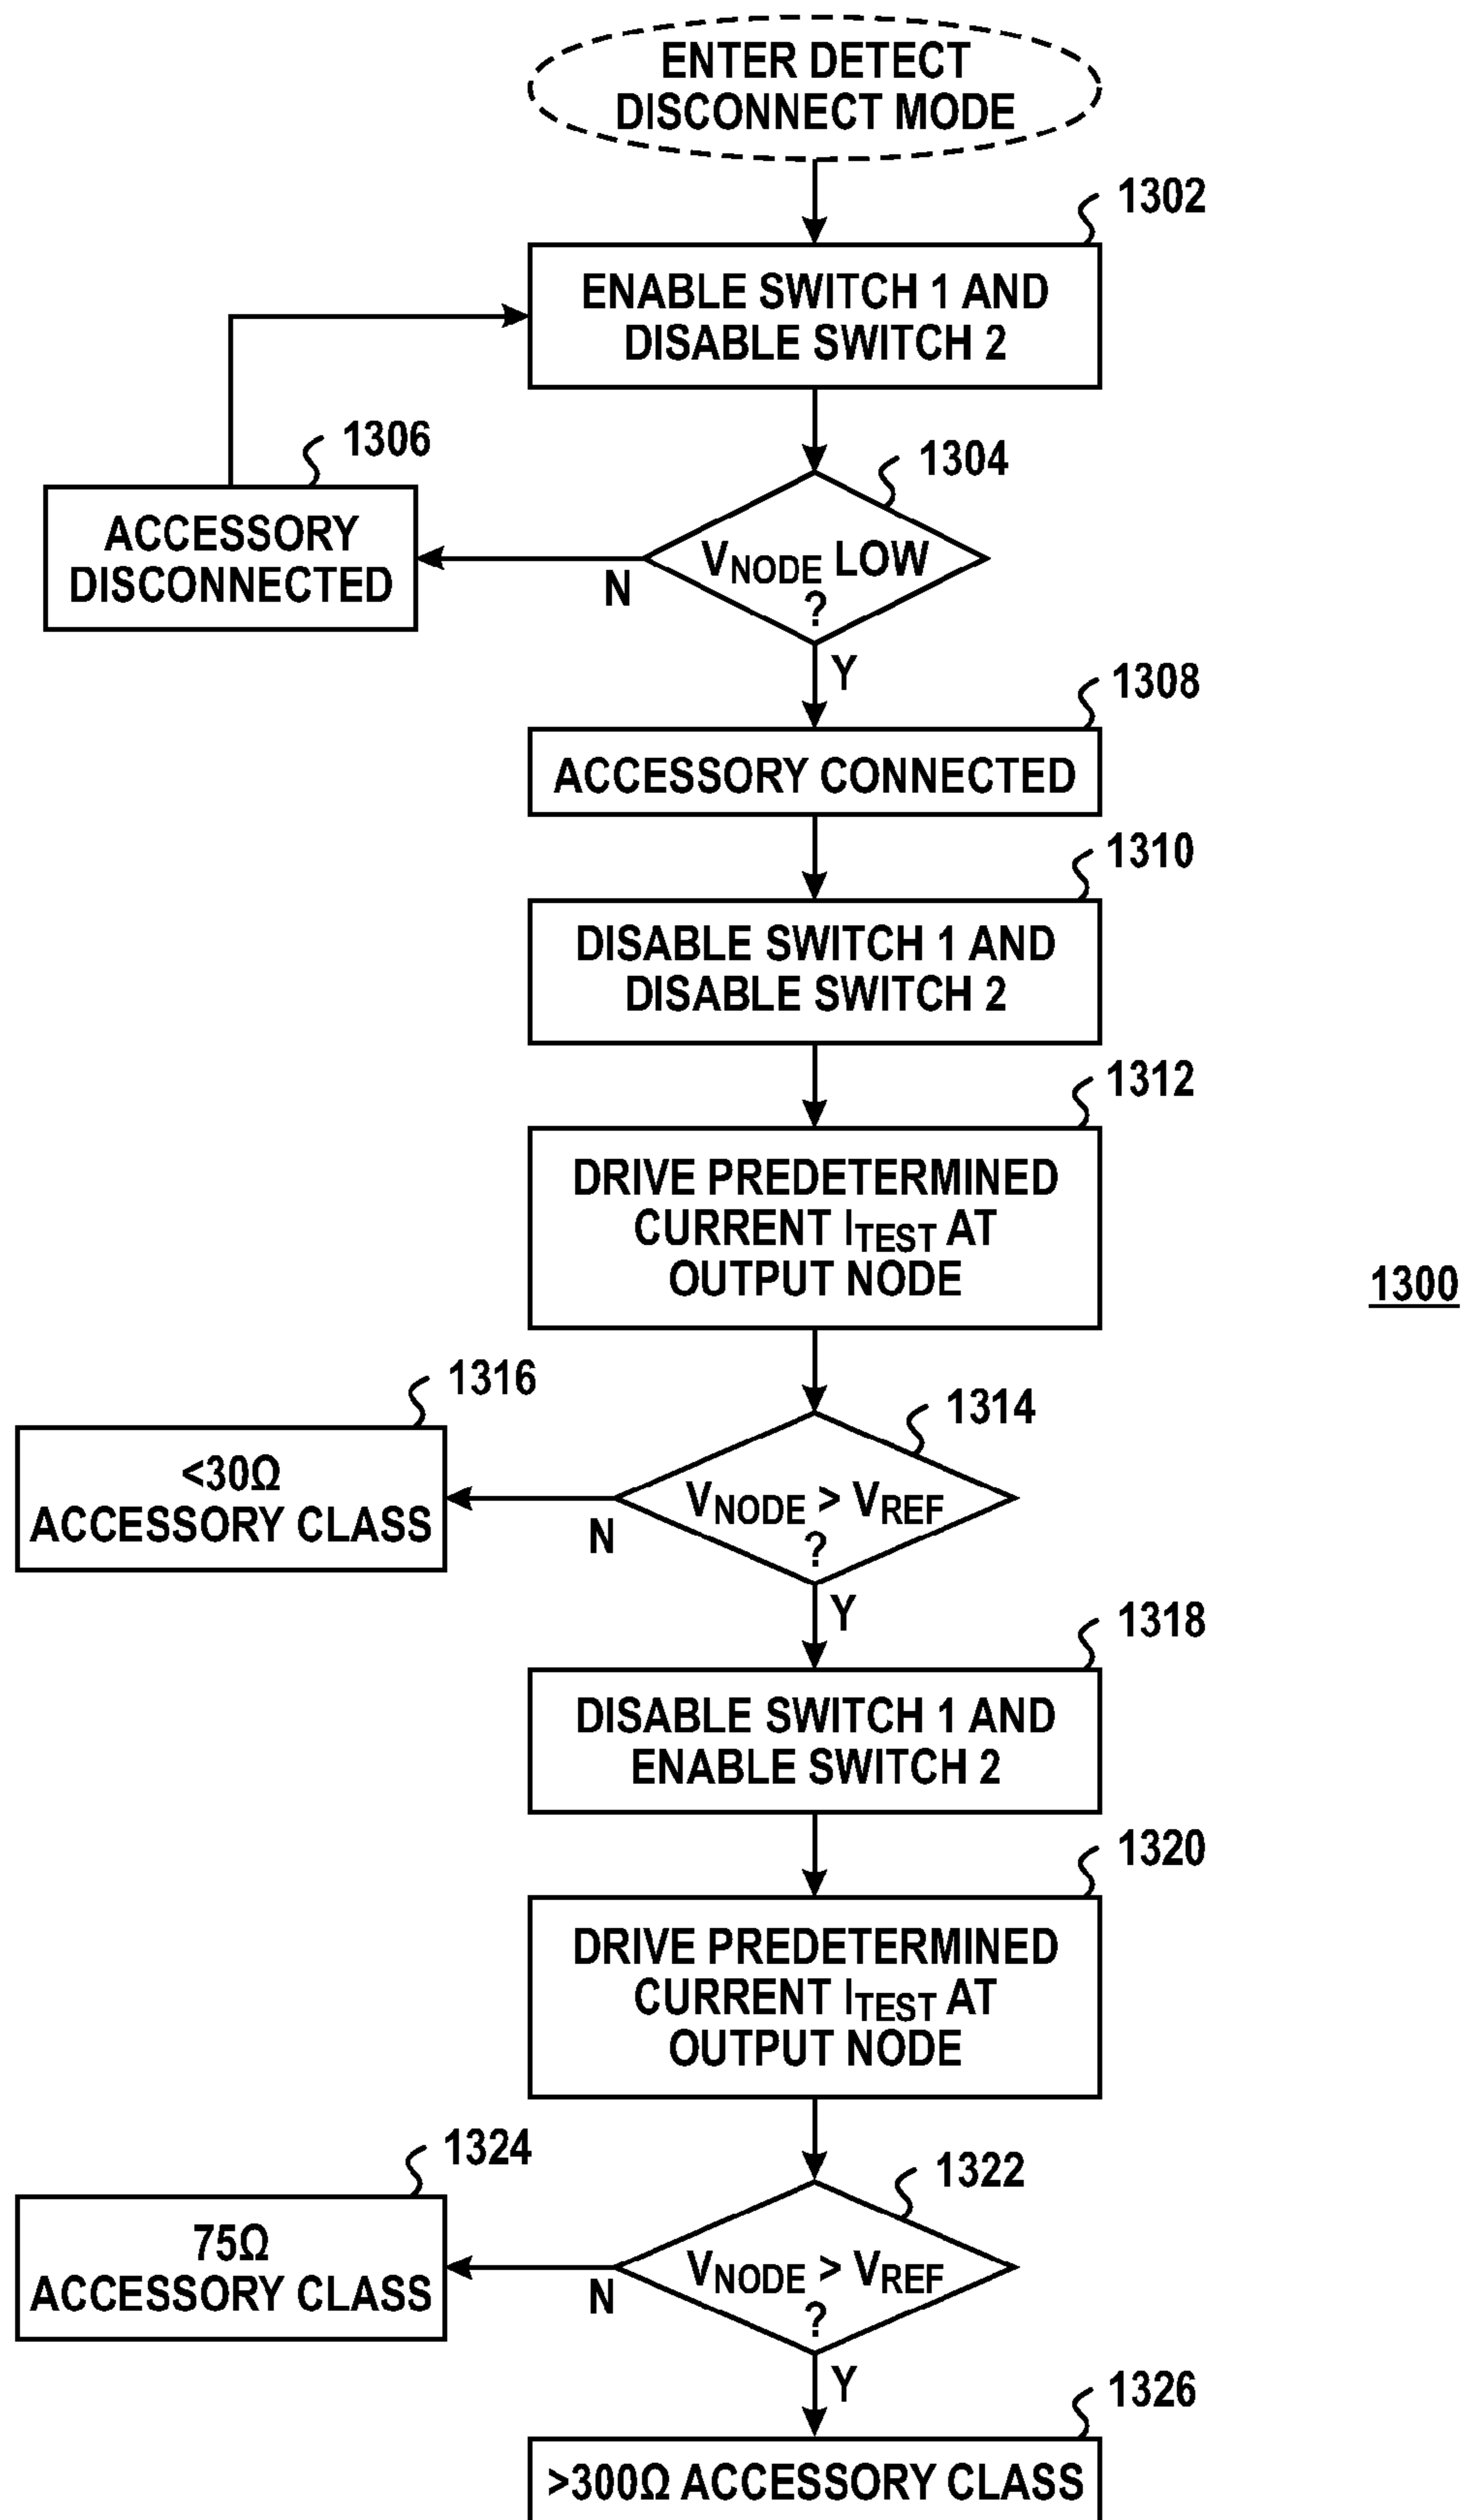 ENTER DETECT
DISCONNECT MODE
1302
ENABLE SWITCH 1 AND
DISABLE SWITCH 2
1306
ACCESSORY
DISCONNECTED
1304
VNODE LOW
?
N
Y
1308
ACCESSORY CONNECTED
1310
DISABLE SWITCH 1 AND
DISABLE SWITCH 2
1312
DRIVE PREDETERMINED
CURRENT ITEST AT
OUTPUT NODE
1300
1316
<30Ω
ACCESSORY CLASS
1314
VNODE > VREF
?
N
Y
1318
DISABLE SWITCH 1 AND
ENABLE SWITCH 2
1320
DRIVE PREDETERMINED
CURRENT ITEST AT
OUTPUT NODE
1324
75Ω
ACCESSORY CLASS
1322
VNODE > VREF
?
N
Y
1326
>300Ω ACCESSORY CLASS